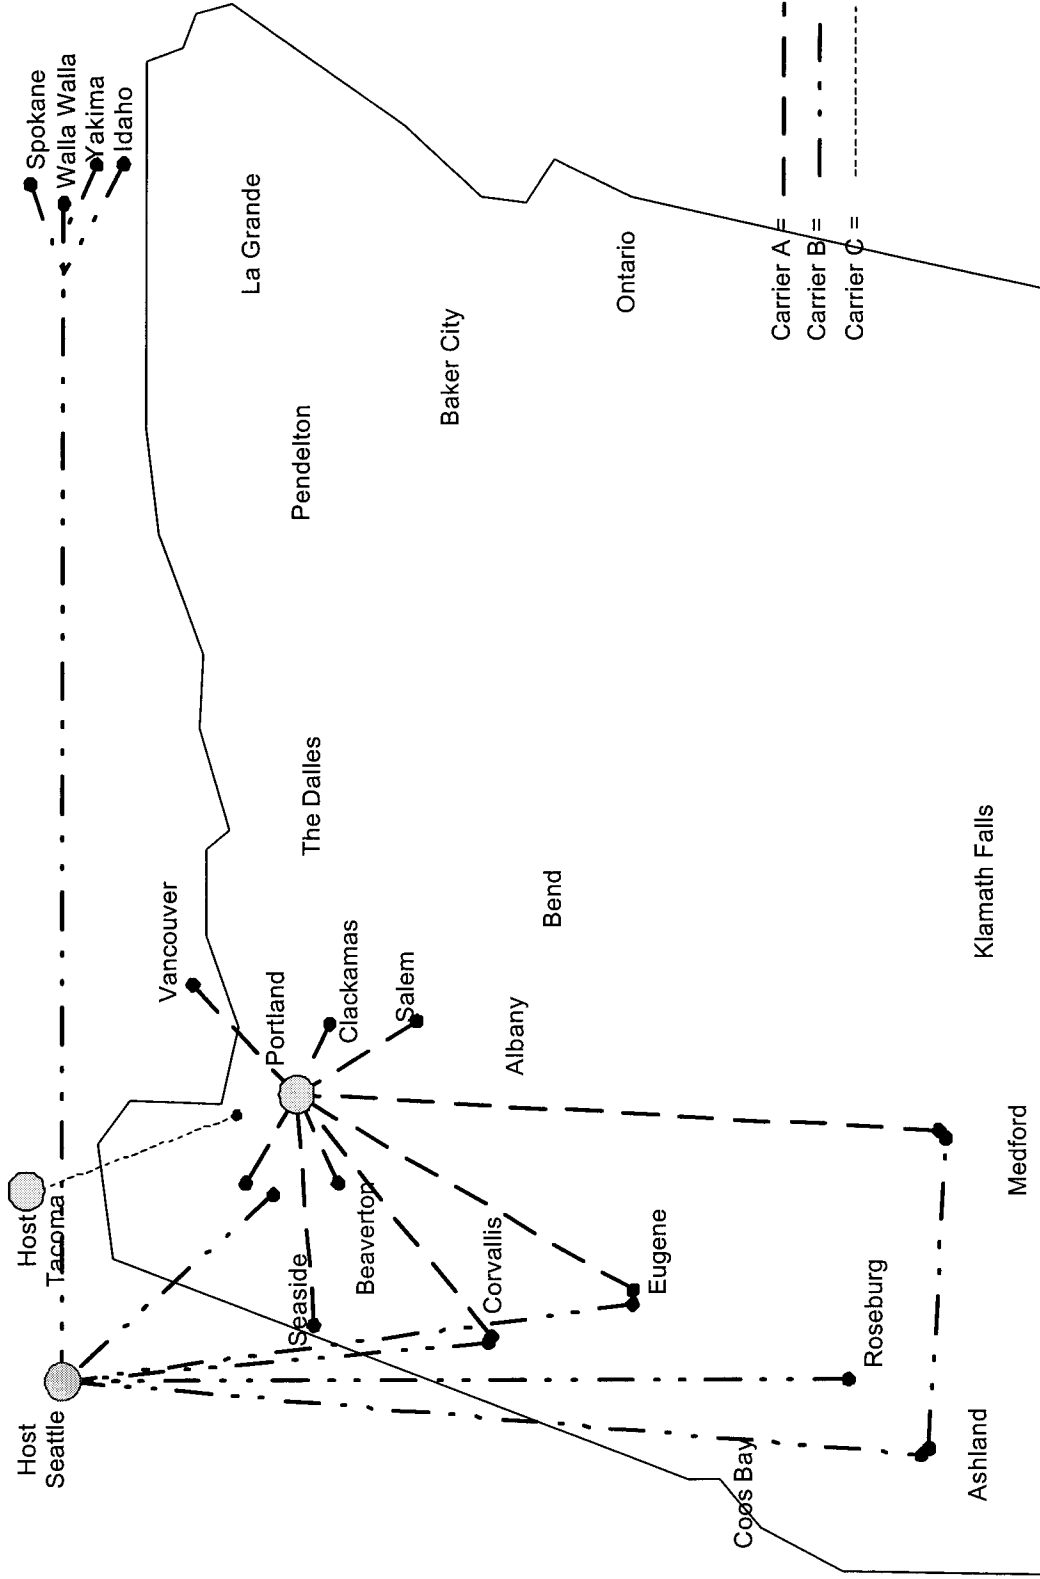 Host
Seattle
Host
Tacoma
Spokane
Walla Walla
Yakima
Idaho
Vancouver
Portland
Clackamas
Salem
Seaside
Beaverton
Corvallis
Eugene
Albany
Bend
The Dalles
Pendelton
La Grande
Baker City
Ontario
Roseburg
Coos Bay
Ashland
Medford
Klamath Falls
Carrier A =
Carrier B =
Carrier C =